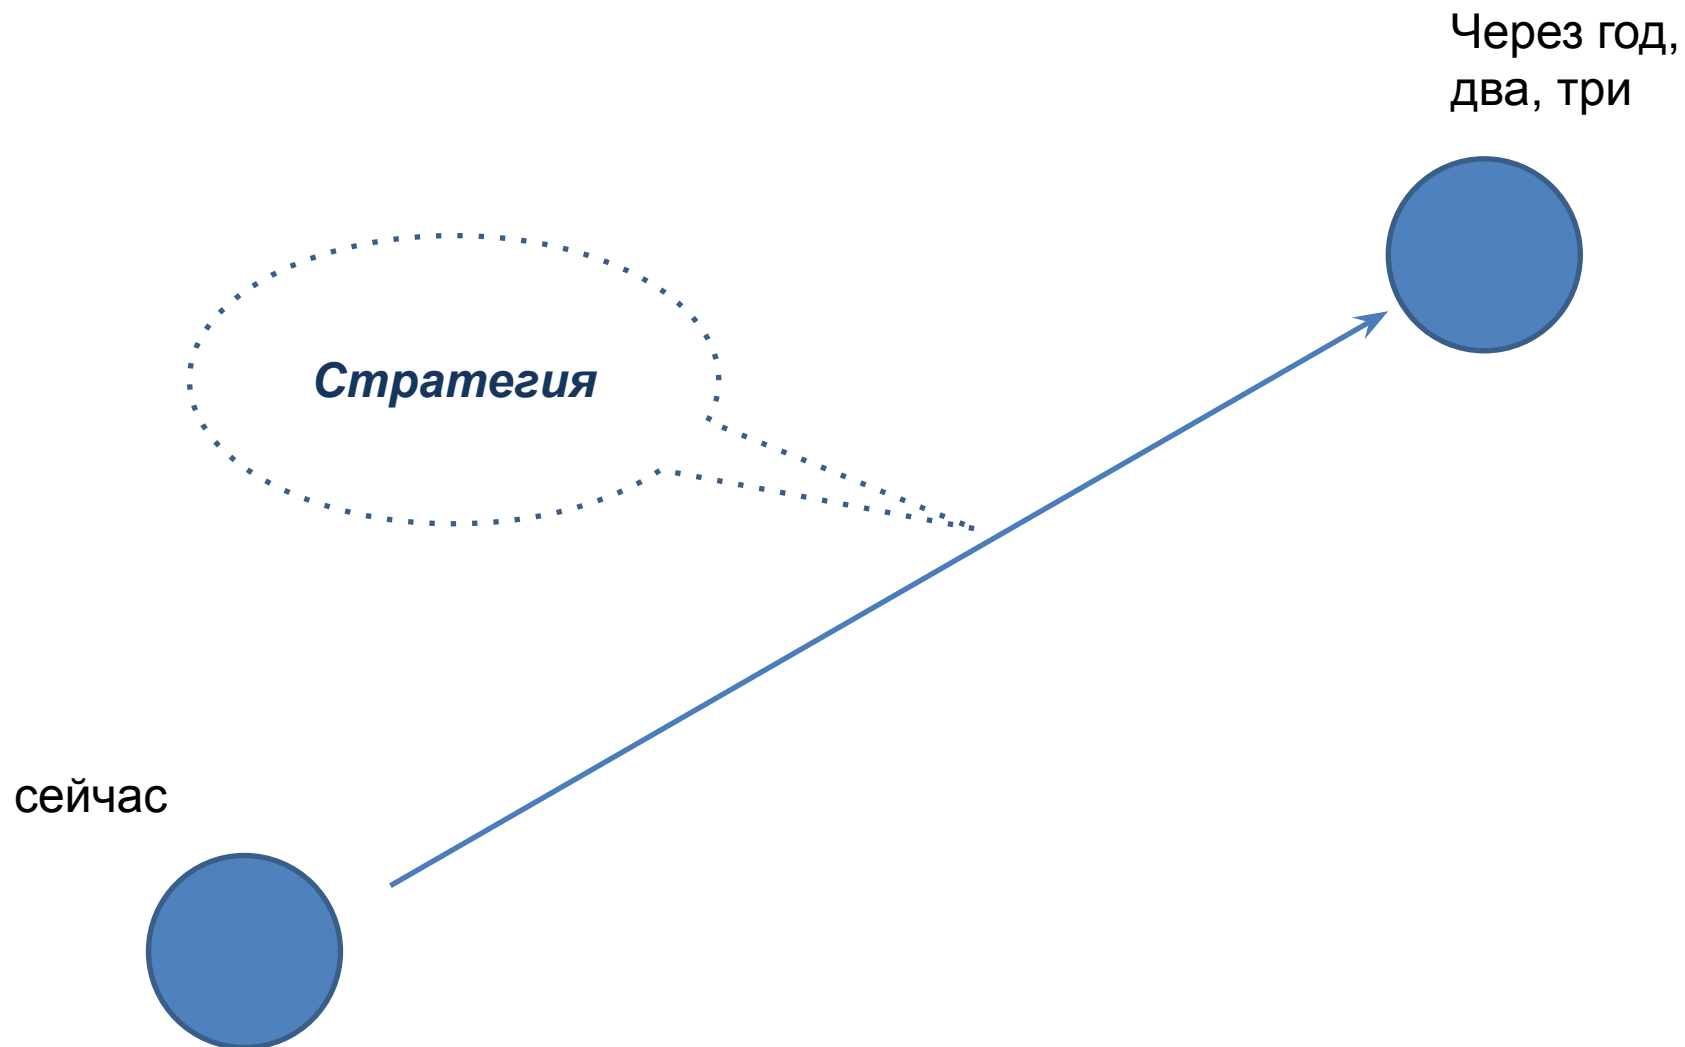 Через год,
два, три
Стратегия
сейчас